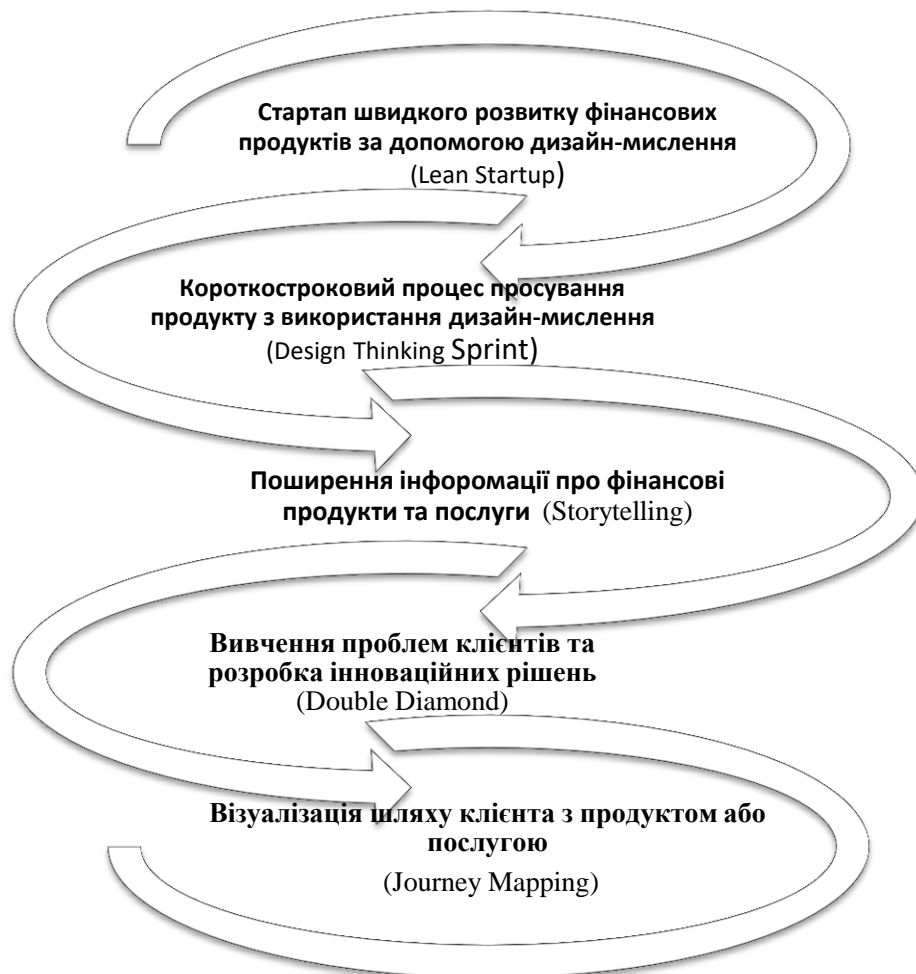 Стартап швидкого розвитку фінансових
продуктів за допомогою дизайн-мислення
(Lean Startup)
Короткостроковий процес просування
продукту з використання дизайн-мислення
(Design Thinking Sprint)
Поширення інфоромації про фінансові
продукти та послуги (Storytelling)
Вивчення проблем клієнтів та
розробка інноваційних рішень
(Double Diamond)
Візуалізація шляху клієнта з продуктом або
послугою
(Journey Mapping)